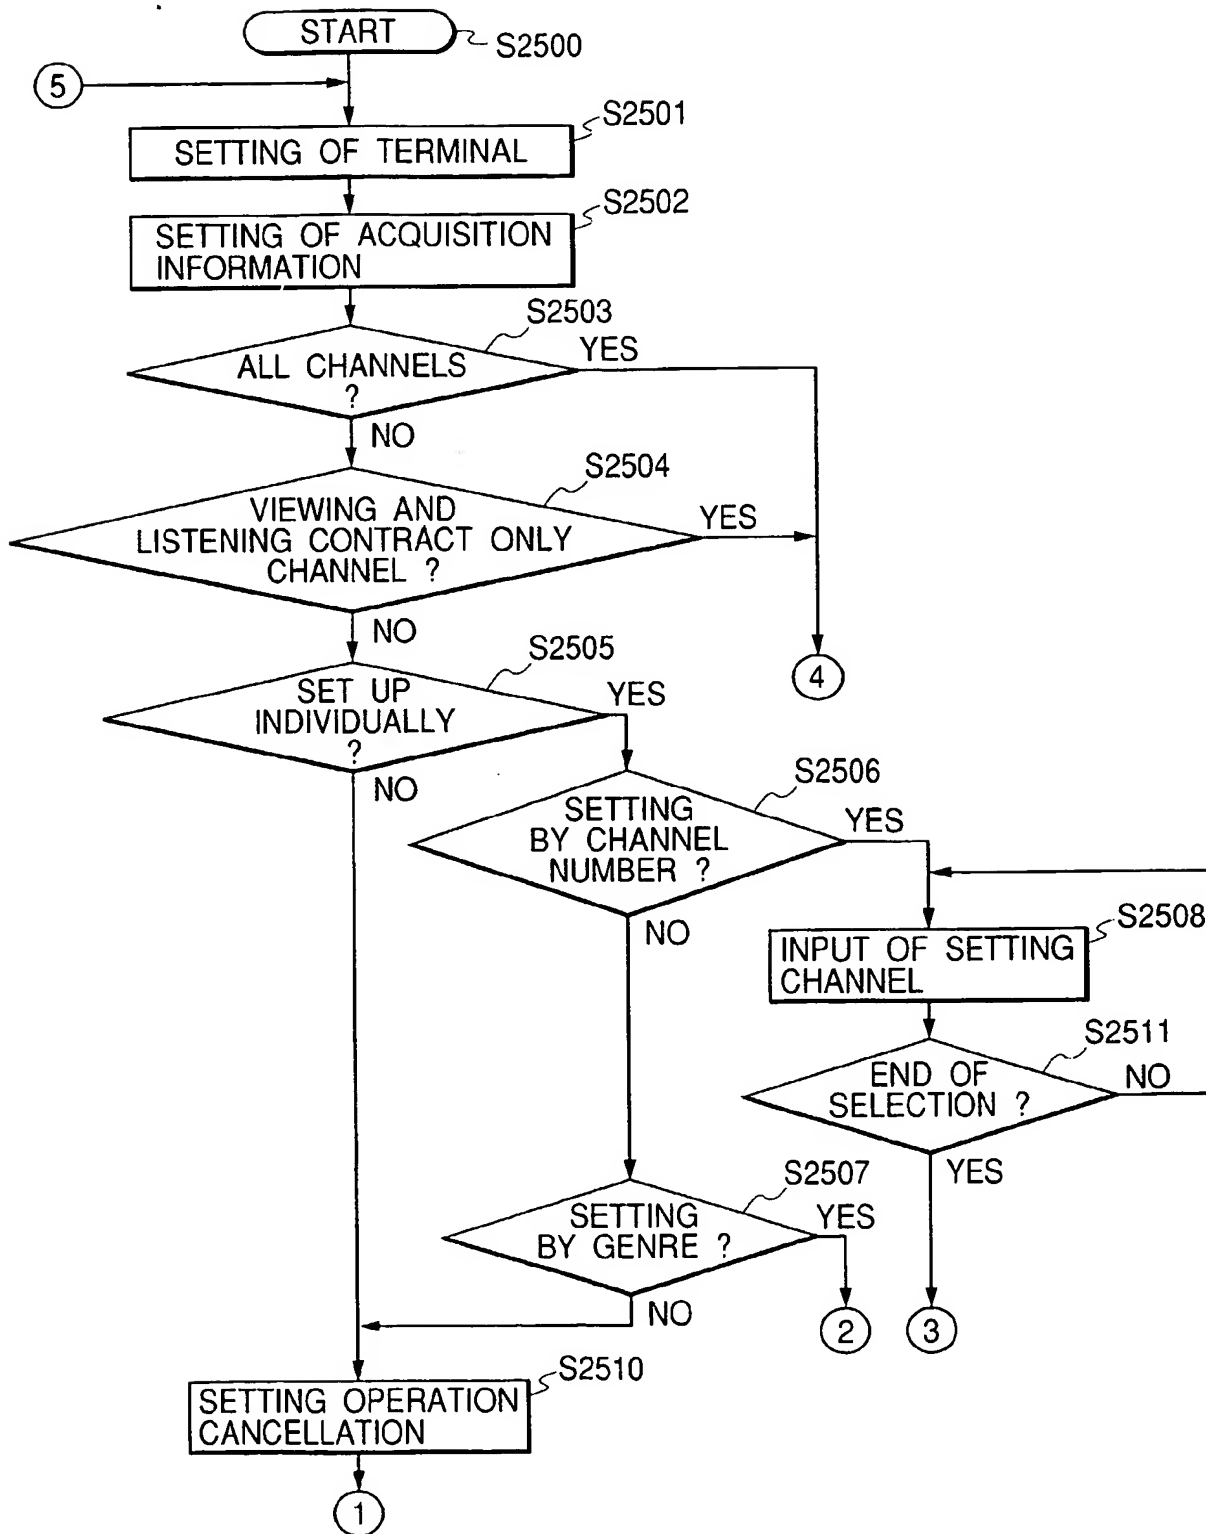 START
S2500
5
S2501
SETTING OF TERMINAL
S2502
SETTING OF ACQUISITION
INFORMATION
S2503
ALL CHANNELS
?
YES
NO
S2504
VIEWING AND
LISTENING CONTRACT ONLY
CHANNEL ?
YES
NO
4
S2505
SET UP
INDIVIDUALLY
?
YES
NO
S2506
SETTING
BY CHANNEL
NUMBER ?
YES
NO
S2508
INPUT OF SETTING
CHANNEL
S2511
END OF
SELECTION ?
NO
YES
S2507
SETTING
BY GENRE ?
YES
NO
2
3
S2510
SETTING OPERATION
CANCELLATION
1